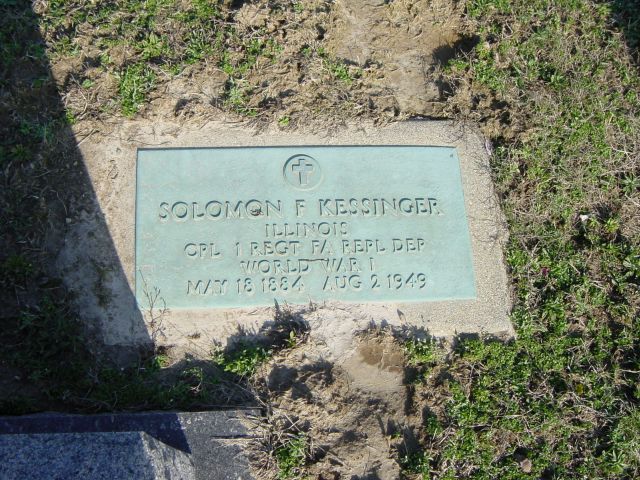 SOLOMON F KESSINGER
ILLINOIS
CPL 1 REGT FA REPL DEP
WORLD WAR I
MAY 18 1884 AUG 2 1949